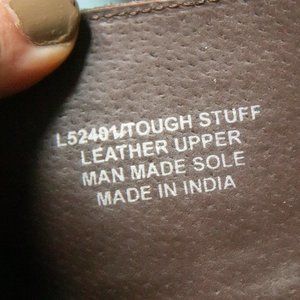 L52401/TOUGH STUFF
LEATHER UPPER
MAN MADE SOLE
MADE IN INDIA